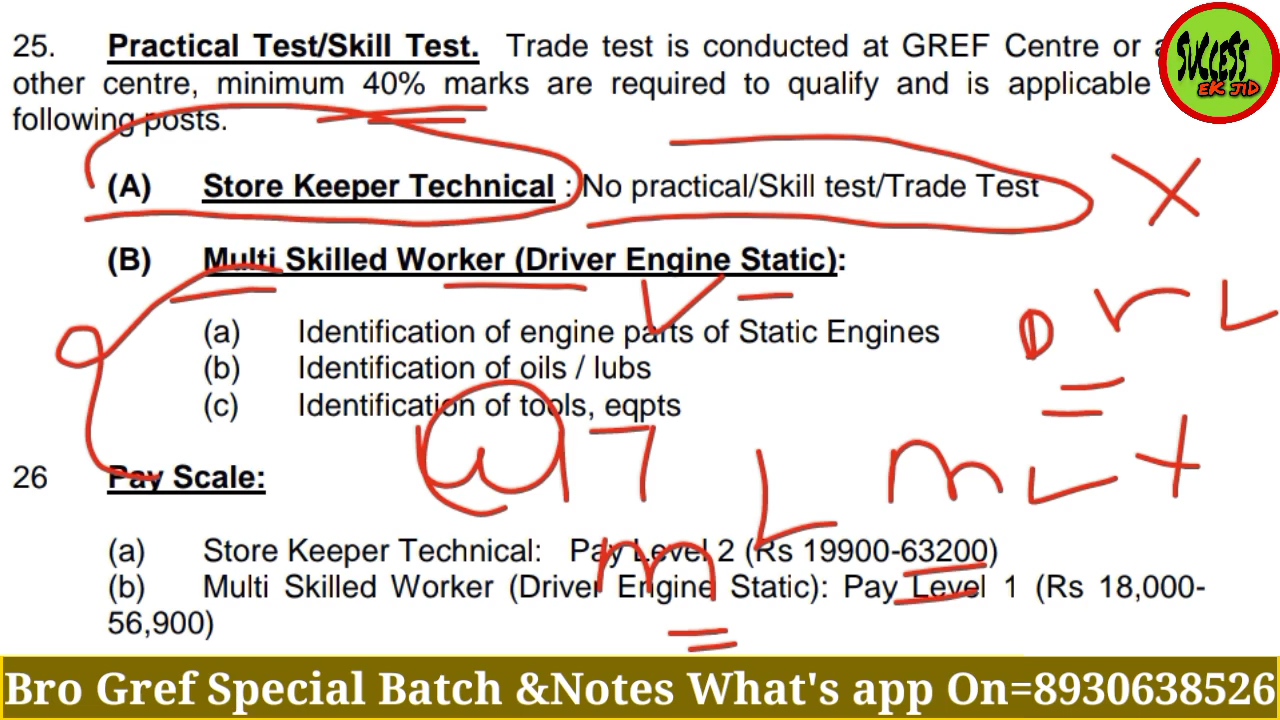 25. Practical Test/Skill Test. Trade test is conducted at GREF Centre or
other centre, minimum 40% marks are required to qualify and is applicable
following posts.
SUCCESS
EK JID
(A) Store Keeper Technical : No practical/Skill test/Trade Test
(B) Multi Skilled Worker (Driver Engine Static):
(a) Identification of engine parts of Static Engines
(b) Identification of oils / lubs
(c) Identification of tools, eqpts
26 Pay Scale:
(a) Store Keeper Technical: Pay Level 2 (Rs 19900-63200)
(b) Multi Skilled Worker (Driver Engine Static): Pay Level 1 (Rs 18,000-
56,900)
Bro Gref Special Batch &Notes What's app On=8930638526